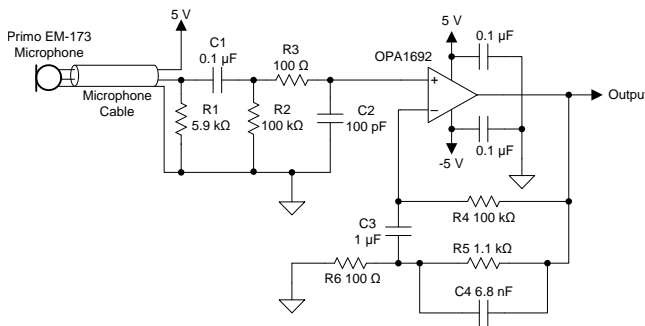 Primo EM-173
Microphone
5 V
Microphone
Cable
C1
0.1 µF
R3
100 Ω
R1
5.9 kΩ
R2
100 kΩ
C2
100 pF
OPA1692
5 V
0.1 µF
+
−
Output
-5 V
0.1 µF
R4 100 kΩ
C3
1 µF
R5 1.1 kΩ
R6 100 Ω
C4 6.8 nF